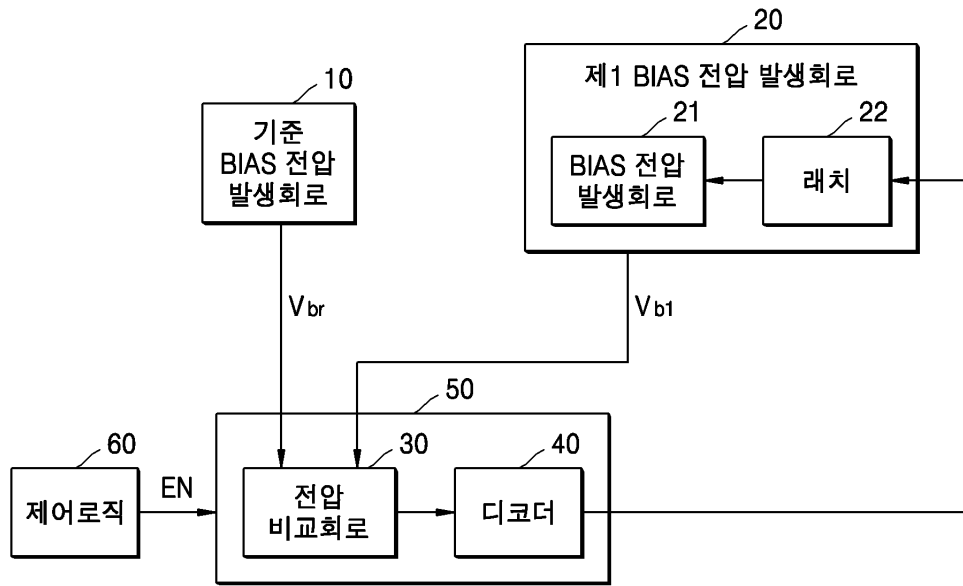 20
제1 BIAS 전압 발생회로
10
21
22
기준
BIAS 전압
발생회로
BIAS 전압
발생회로
래치
Vbr
Vb1
50
60
30
40
EN
제어로직
전압
비교회로
디코더